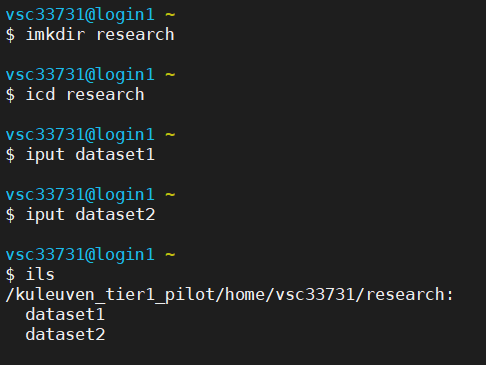 vsc33731@login1 ~
$ imkdir research
vsc33731@login1 ~
$ icd research
vsc33731@login1 ~
$ iput dataset1
vsc33731@login1 ~
$ iput dataset2
vsc33731@login1 ~
$ ils
/kuleuven_tier1_pilot/home/vsc33731/research:
  dataset1
  dataset2